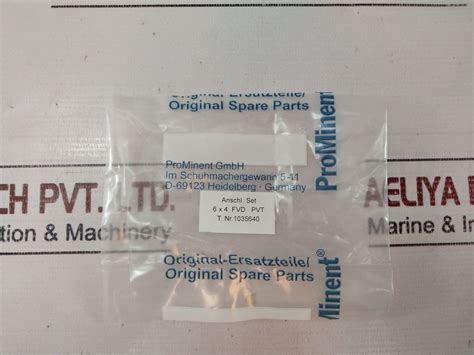 Original-Ersatzteile/
Original Spare Parts
ProMinent
ProMinent GmbH
Im Schuhmachergewann 5-11
D-69123 Heidelberg · Germany
Anschl. Set
6 x 4 FVD PVT
T. Nr.1035640
CH PVT. LTD.
tion & Machinery
AELIYA
Marine & In
Original-Ersatzteile/
Original Spare Parts
Minent®